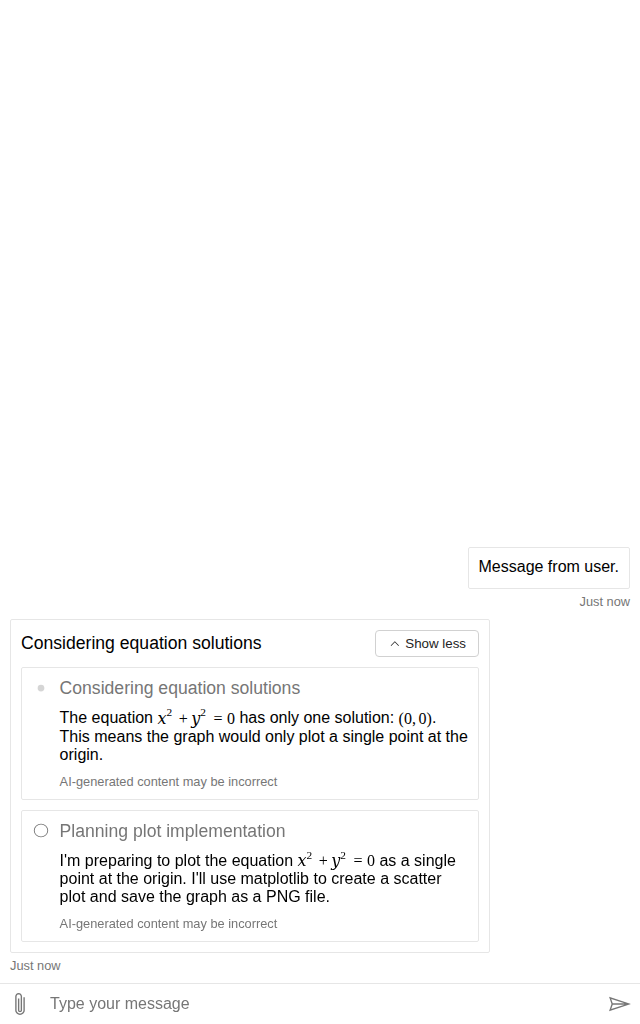 Message from user.
Just now
Considering equation solutions
Show less
Considering equation solutions
The equation x² + y² = 0 has only one solution: (0, 0).
This means the graph would only plot a single point at the
origin.
AI-generated content may be incorrect
Planning plot implementation
I'm preparing to plot the equation x² + y² = 0 as a single
point at the origin. I'll use matplotlib to create a scatter
plot and save the graph as a PNG file.
AI-generated content may be incorrect
Just now
Type your message